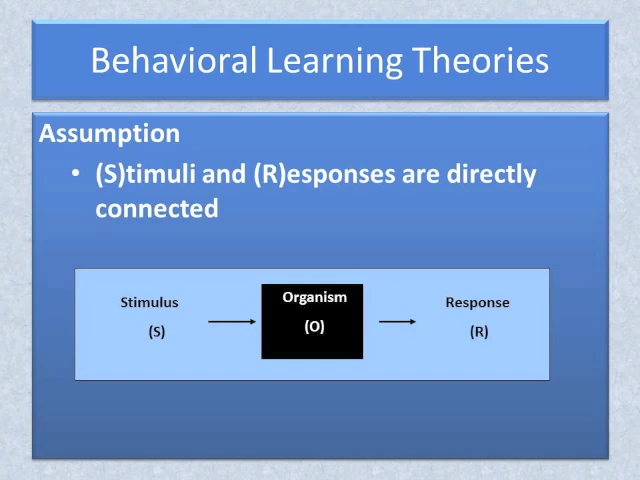 Behavioral Learning Theories
Assumption
• (S)timuli and (R)esponses are directly
connected
Stimulus
(S)
Organism
(O)
Response
(R)